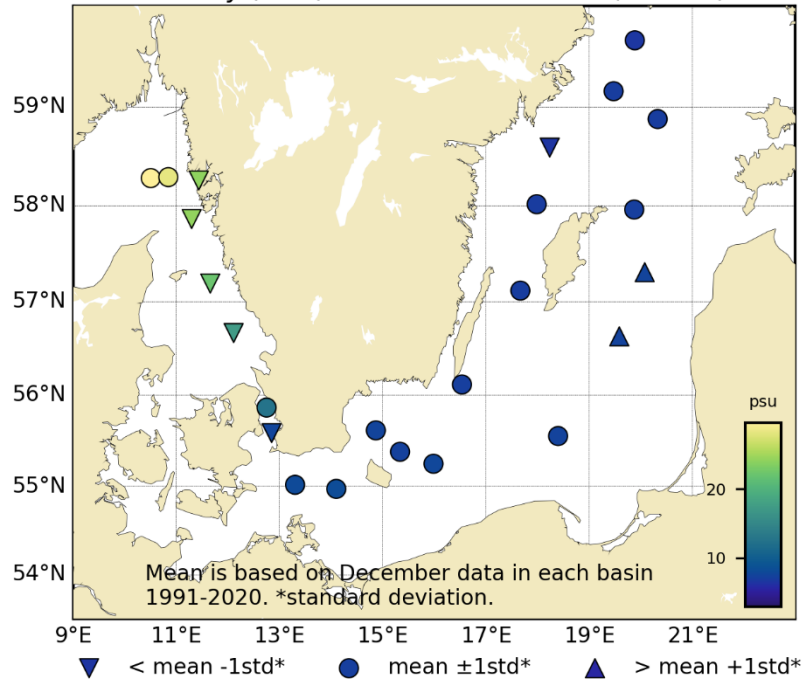 59°N
58°N
57°N
56°N
55°N
54°N
psu
20
10
Mean is based on December data in each basin
1991-2020. *standard deviation.
9°E 11°E 13°E 15°E 17°E 19°E 21°E
< mean -1std* mean ±1std* > mean +1std*